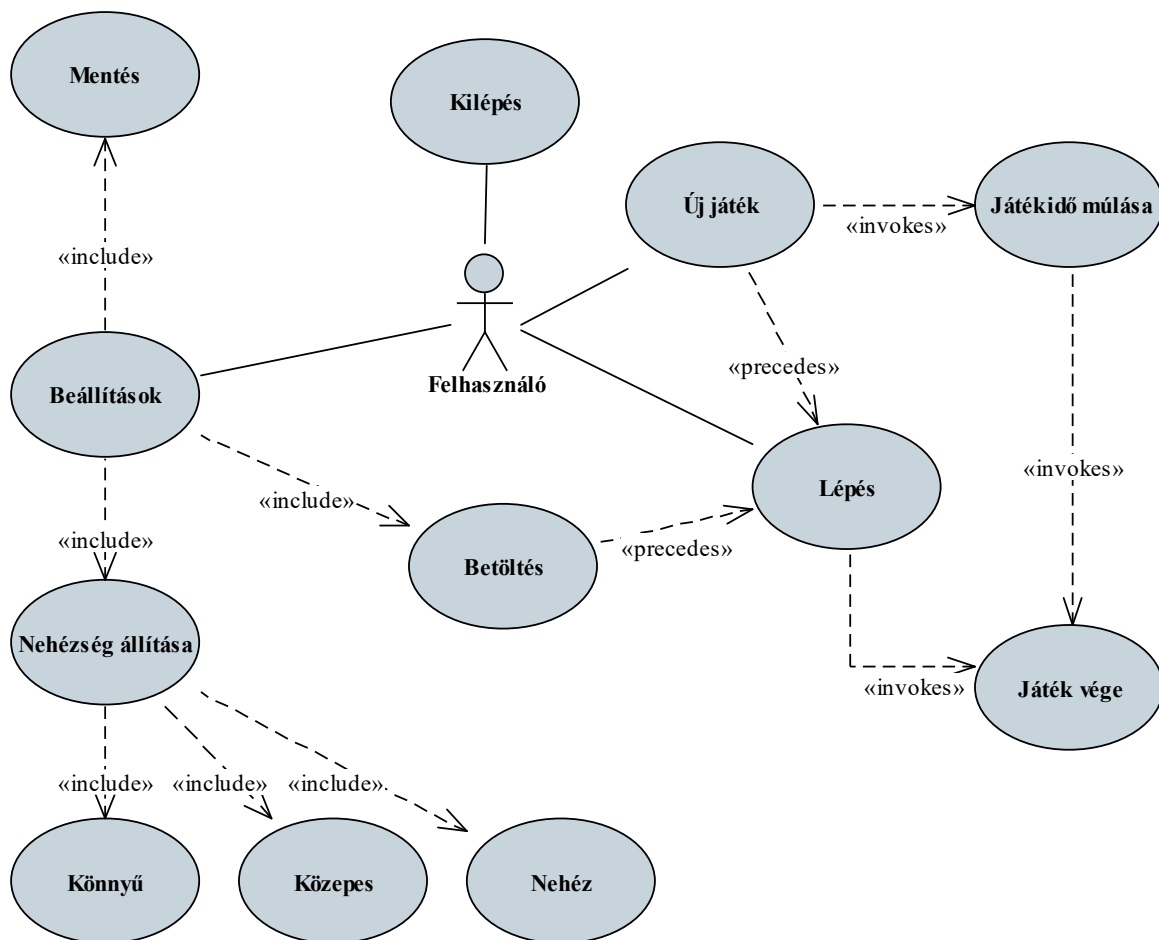 Mentés
Kilépés
Új játék
Játékidő múlása
«invokes»
«include»
«precedes»
Felhasználó
Beállítások
«invokes»
Lépés
«include»
«include»
«precedes»
Betöltés
Nehézség állítása
Játék vége
«invokes»
«include»
«include»
«include»
Könnyű
Közepes
Nehéz